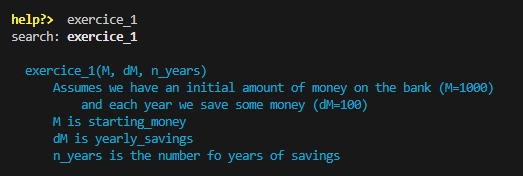 help?> exercice_1
search: exercice_1
exercice_1(M, dM, n_years)
Assumes we have an initial amount of money on the bank (M=1000)
and each year we save some money (dM=100)
M is starting_money
dM is yearly_savings
n_years is the number fo years of savings